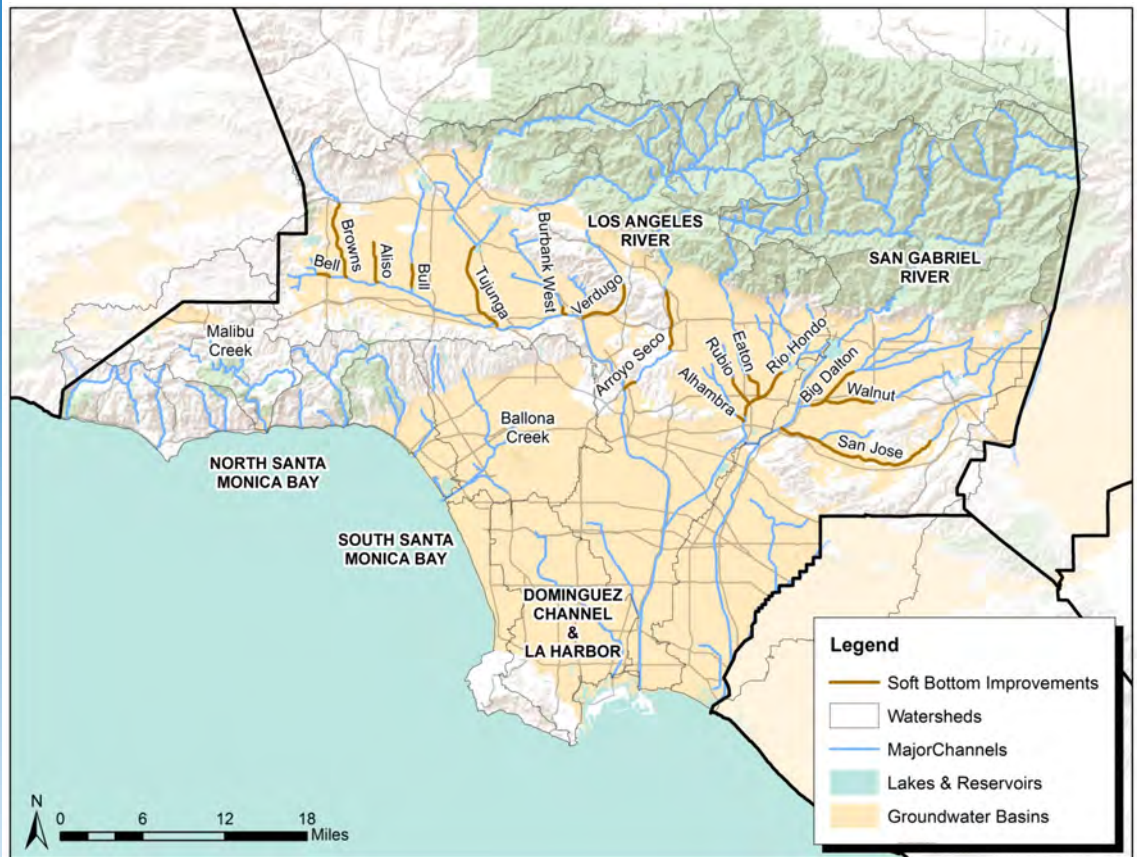 LOS ANGELES
RIVER
SAN GABRIEL
RIVER
Browns
Aliso
Bell
Bull
Tujunga
Burbank West
Verdugo
Arroyo Seco
Alhambra
Rubio
Eaton
Rio Hondo
Big Dalton
Walnut
San Jose
Malibu
Creek
Ballona
Creek
NORTH SANTA
MONICA BAY
SOUTH SANTA
MONICA BAY
DOMINGUEZ
CHANNEL
&
LA HARBOR
Legend
Soft Bottom Improvements
Watersheds
MajorChannels
Lakes & Reservoirs
Groundwater Basins
N
0 6 12 18
Miles